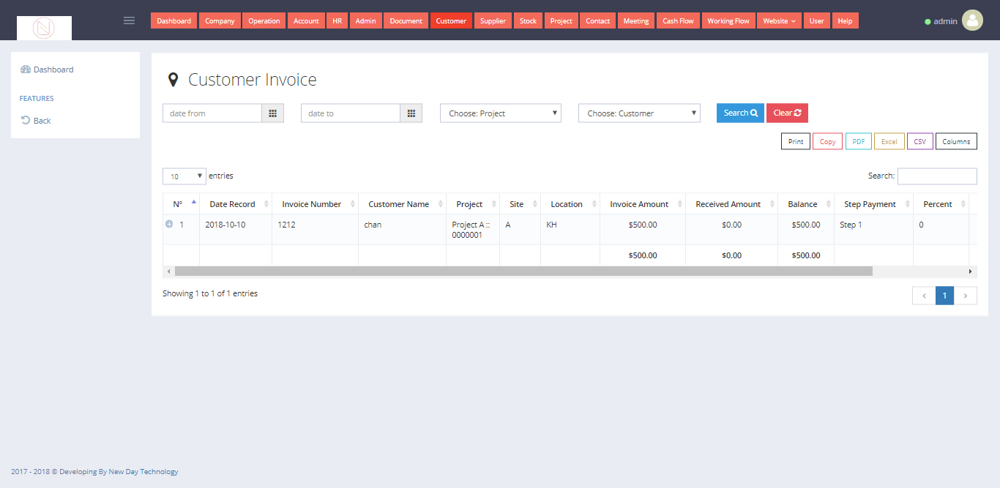 Dashboard Company Operation Account HR Admin Document Customer Supplier Stock Project Contact Meeting Cash Flow Working Flow Website User Help admin
Dashboard
FEATURES
Back
Customer Invoice
date from date to Choose: Project Choose: Customer Search Clear
Print Copy PDF Excel CSV Columns
10 entries Search:
N° Date Record Invoice Number Customer Name Project Site Location Invoice Amount Received Amount Balance Step Payment Percent
1 2018-10-10 1212 chan Project A :: A KH $500.00 $0.00 $500.00 Step 1 0
0000001
$500.00 $0.00 $500.00
Showing 1 to 1 of 1 entries
‹ 1 ›
2017 - 2018 © Developing By New Day Technology